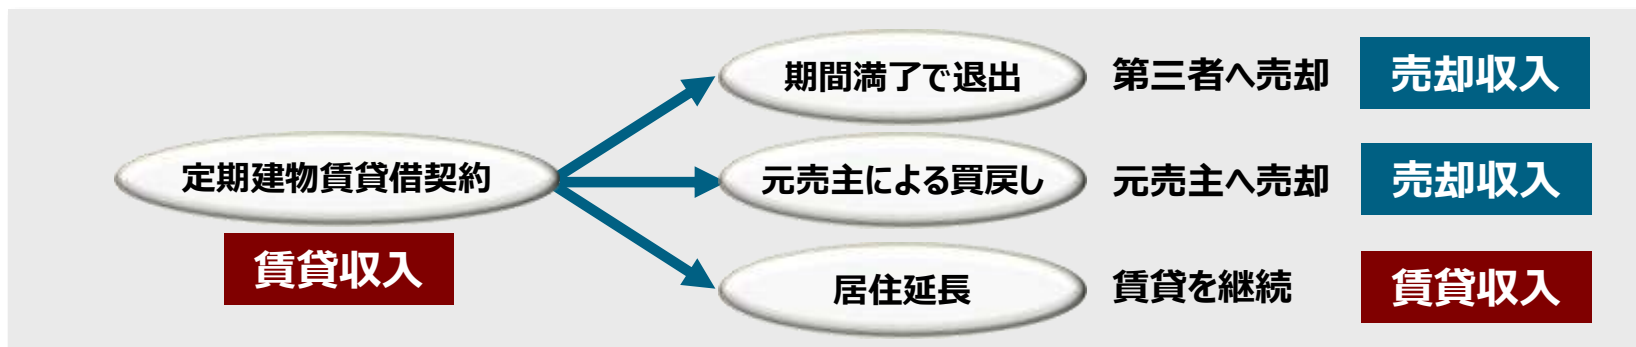 期間満了で退出 第三者へ売却 売却収入
定期建物賃貸借契約 元売主による買戻し 元売主へ売却 売却収入
賃貸収入
居住延長 賃貸を継続 賃貸収入